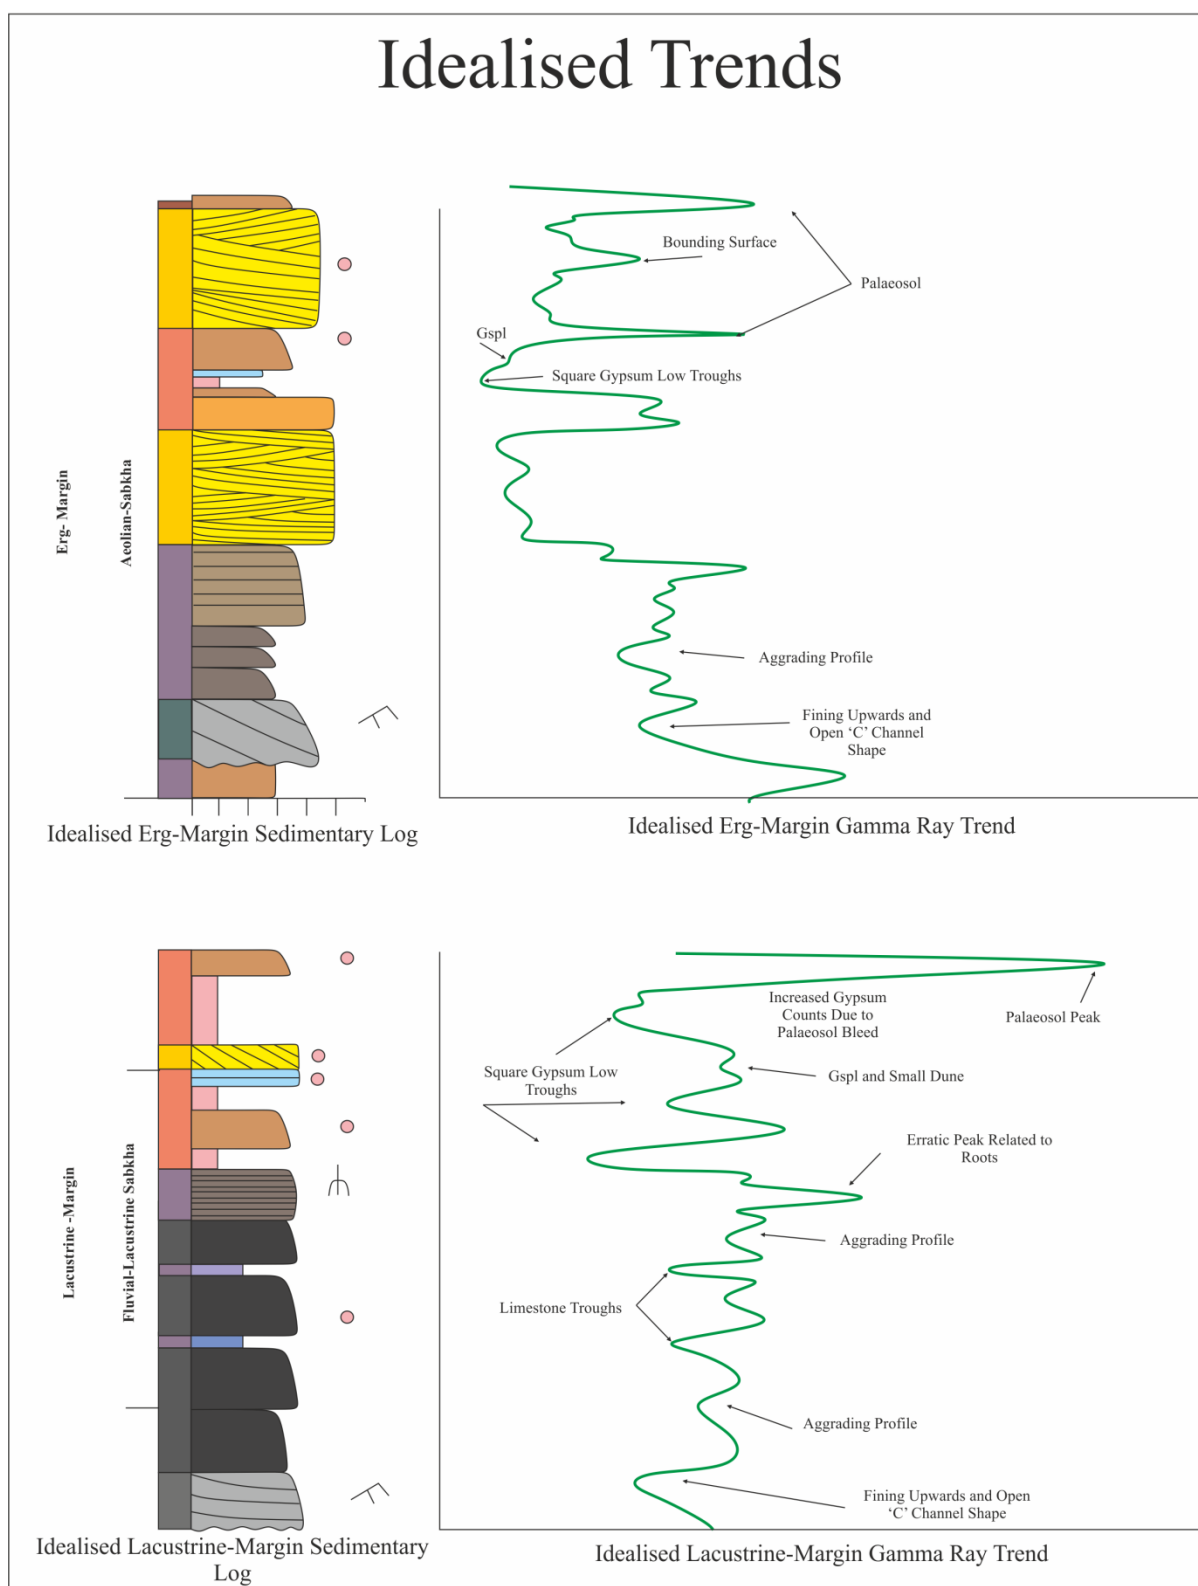 Idealised Trends
Bounding Surface
Palaeosol
Gspl
Square Gypsum Low Troughs
Erg- Margin
Aeolian-Sabkha
Aggrading Profile
Fining Upwards and
Open ‘C’ Channel
Shape
Idealised Erg-Margin Sedimentary Log
Idealised Erg-Margin Gamma Ray Trend
Increased Gypsum
Counts Due to
Palaeosol Bleed
Palaeosol Peak
Square Gypsum Low
Troughs
Gspl and Small Dune
Erratic Peak Related to
Roots
Lacustrine -Margin
Fluvial-Lacustrine Sabkha
Aggrading Profile
Limestone Troughs
Aggrading Profile
Fining Upwards and Open
‘C’ Channel Shape
Idealised Lacustrine-Margin Sedimentary
Log
Idealised Lacustrine-Margin Gamma Ray Trend